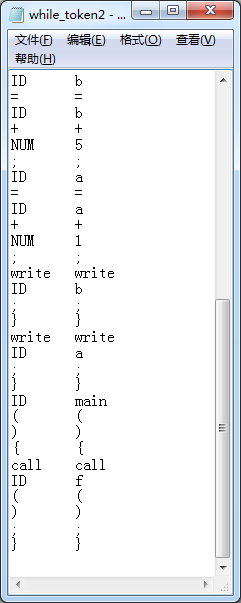 while_token2 - ...
文件(F) 编辑(E) 格式(O) 查看(V)
帮助(H)
ID b
= =
ID b
+ +
NUM 5
; ;
ID a
= =
ID a
+ +
NUM 1
; ;
write write
ID b
; ;
} }
write write
ID a
; ;
} }
ID main
( (
) )
{ {
call call
ID f
( (
) )
; ;
} }